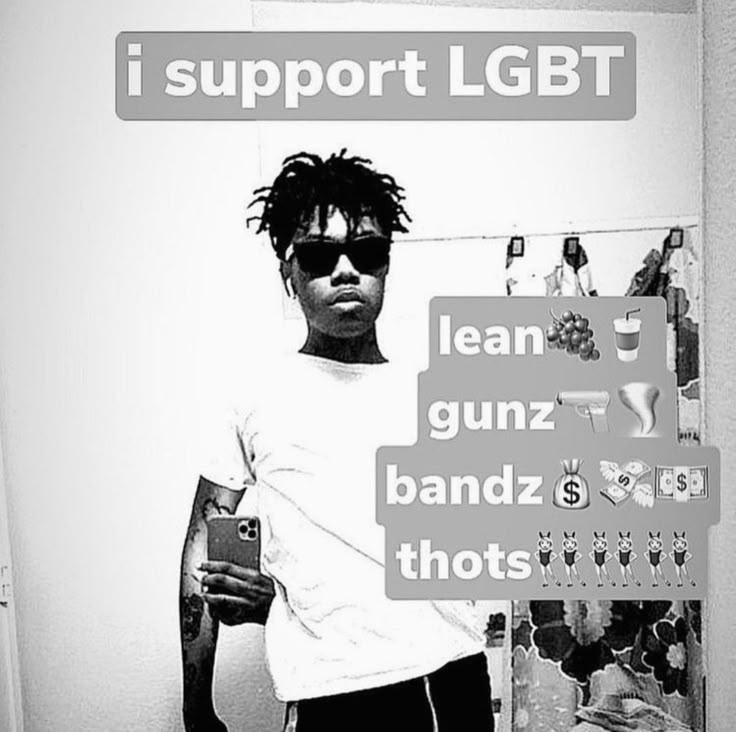 i support LGBT
lean🍇🥤
gunz🔫🌪
bandz💰💸💵
thots👯👯👯